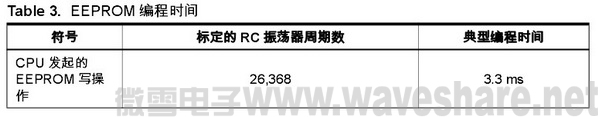 Table 3. EEPROM 编程时间
符号 标定的 RC 振荡器周期数 典型编程时间
CPU 发起的
EEPROM 写操
作
26,368 3.3 ms
微雪电子www.waveshare.net